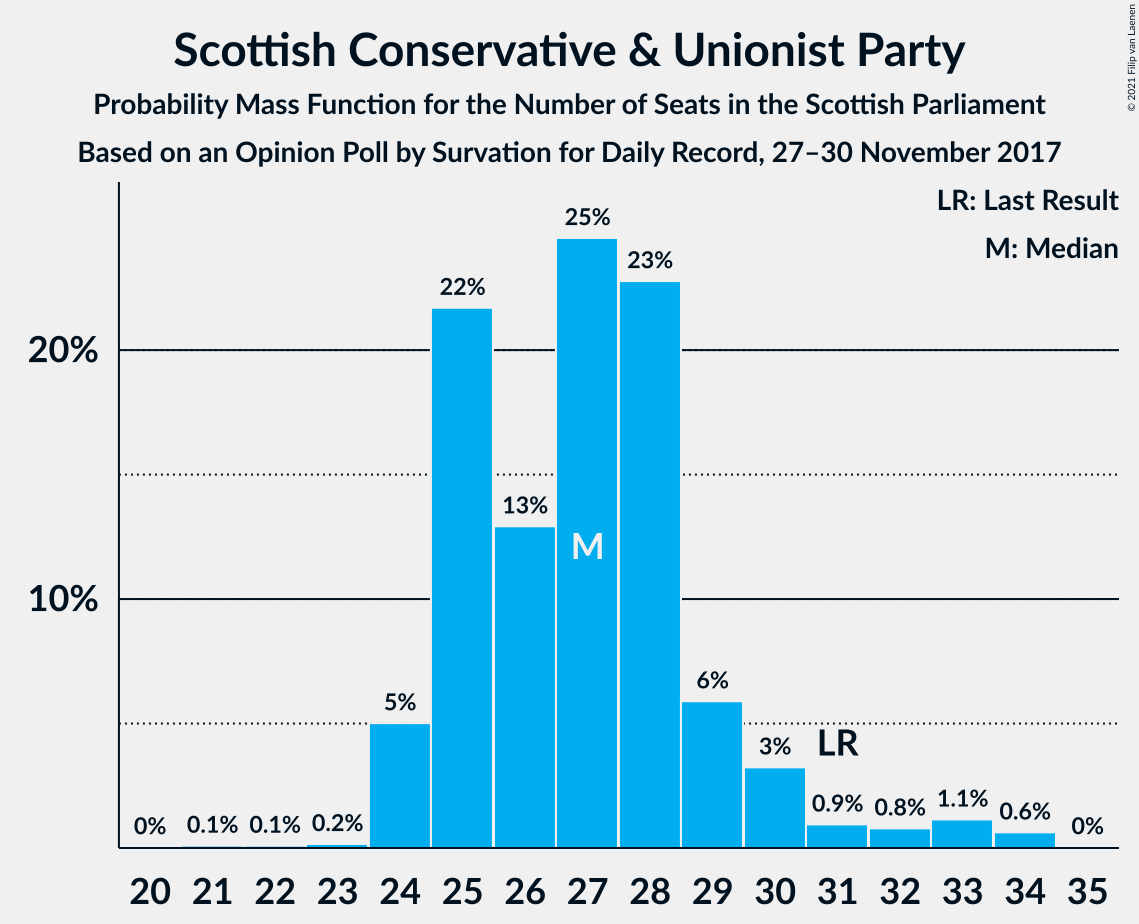 Scottish Conservative & Unionist Party
Probability Mass Function for the Number of Seats in the Scottish Parliament
Based on an Opinion Poll by Survation for Daily Record, 27–30 November 2017
© 2021 Filip van Laenen
LR: Last Result
M: Median
25%
23%
22%
20%
13%
M
10%
6%
5%
3%
LR
0%
0.1%
0.1%
0.2%
0.9%
0.8%
1.1%
0.6%
0%
20 21 22 23 24 25 26 27 28 29 30 31 32 33 34 35